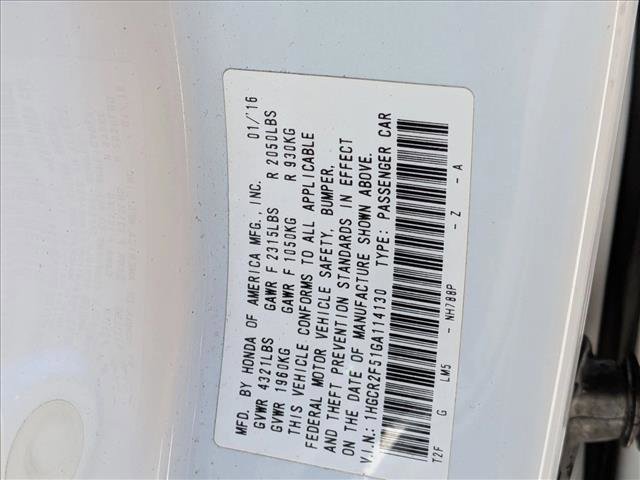 MFD. BY HONDA OF AMERICA MFG., INC. 01/'16
GVWR 4321LBS GAWR F 2315LBS R 2050LBS
GVWR 1960KG GAWR F 1050KG R 930KG
THIS VEHICLE CONFORMS TO ALL APPLICABLE
FEDERAL MOTOR VEHICLE SAFETY, BUMPER,
AND THEFT PREVENTION STANDARDS IN EFFECT
ON THE DATE OF MANUFACTURE SHOWN ABOVE.
V.I.N.: 1HGCR2F51GA114130 TYPE: PASSENGER CAR
T2F G LM5 - NH788P - Z - A